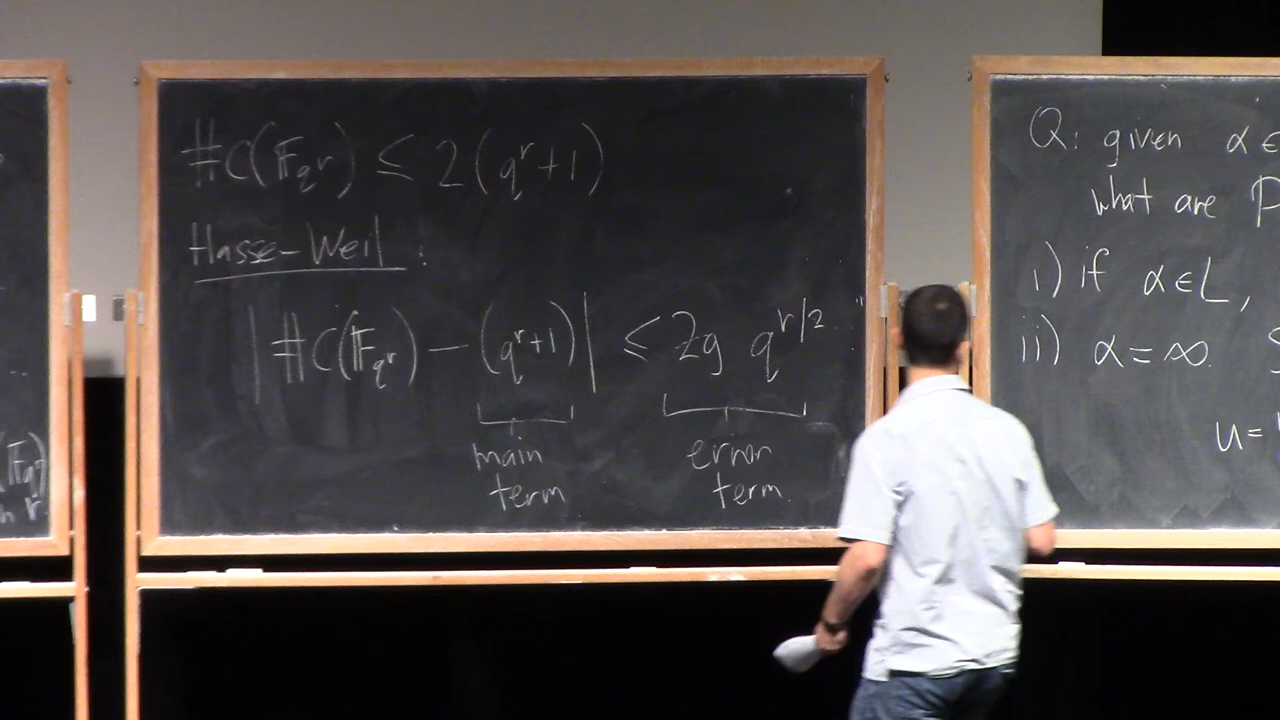 #C(𝔽_{q^r}) ≤ 2(q^r+1)
Hasse-Weil :
|#C(𝔽_{q^r}) − (q^r+1)| ≤ 2g q^{r/2}
main error
term term.
Q: given α ∈
what are
i) if α ∈ L,
ii) α = ∞.
u =